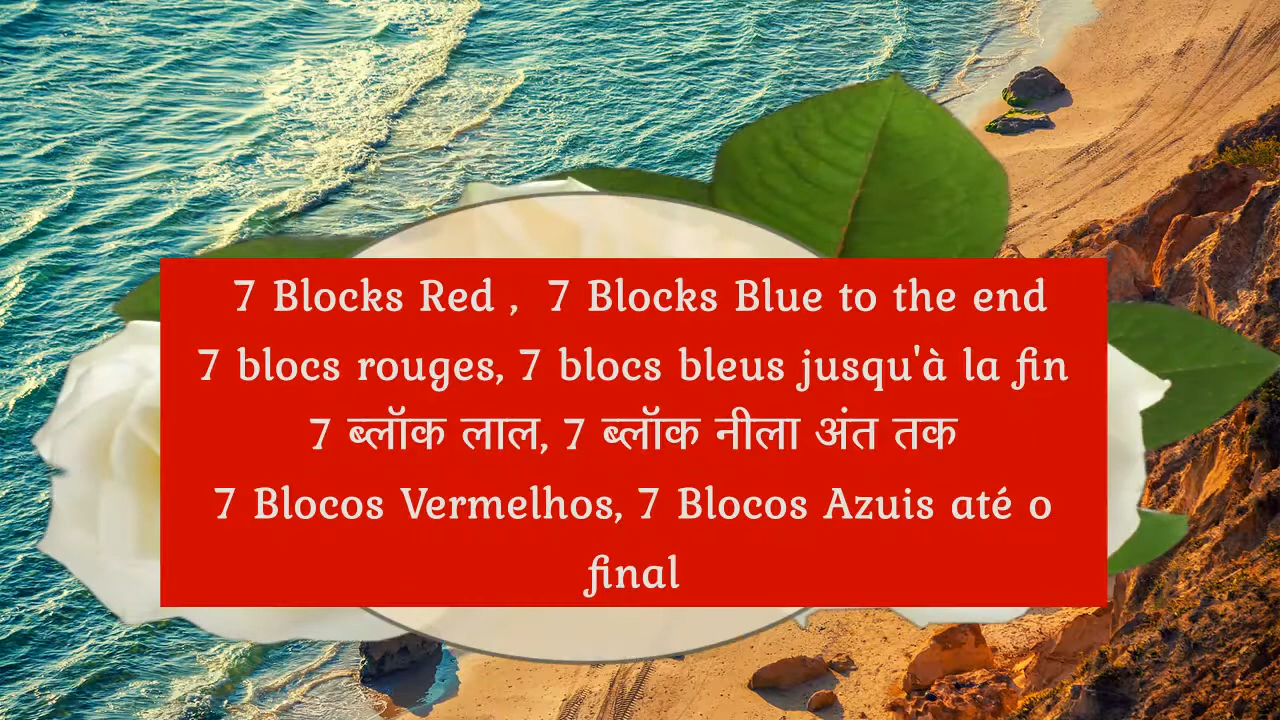 7 Blocks Red ,  7 Blocks Blue to the end
7 blocs rouges, 7 blocs bleus jusqu'à la fin
7 ब्लॉक लाल, 7 ब्लॉक नीला अंत तक
7 Blocos Vermelhos, 7 Blocos Azuis até o
final